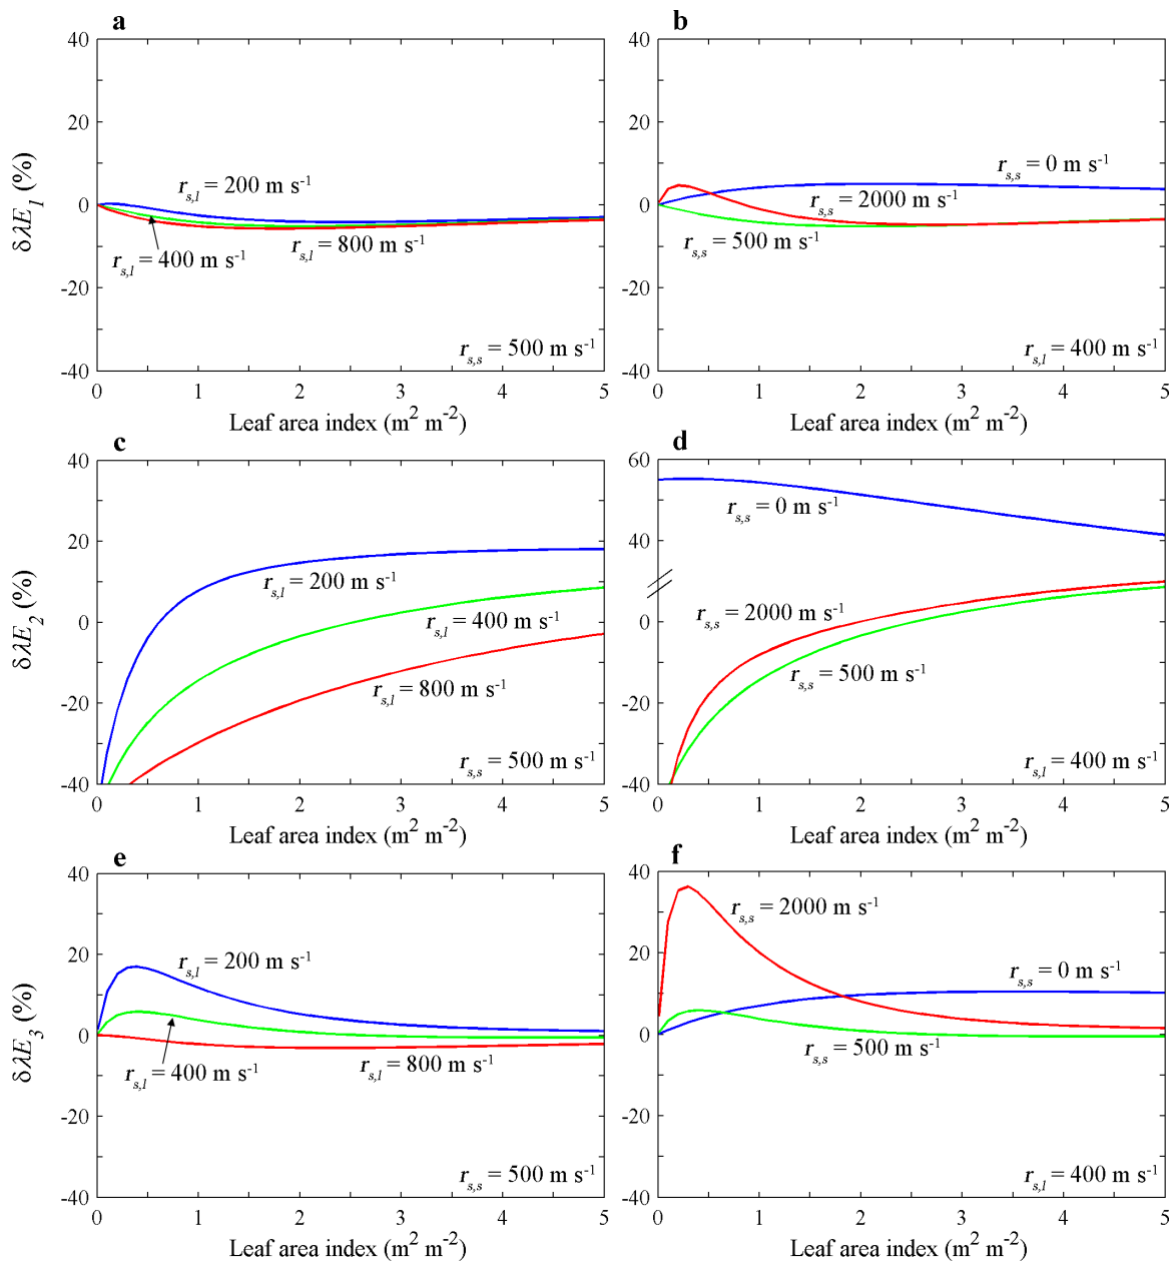 a
40
20
0
-20
-40
δλE1 (%)
rs,l = 200 m s-1
rs,l = 400 m s-1
rs,l = 800 m s-1
rs,s = 500 m s-1
0 1 2 3 4 5
Leaf area index (m2 m-2)
b
40
20
0
-20
-40
rs,s = 0 m s-1
rs,s = 2000 m s-1
rs,s = 500 m s-1
rs,l = 400 m s-1
0 1 2 3 4 5
Leaf area index (m2 m-2)
c
40
20
0
-20
-40
δλE2 (%)
rs,l = 200 m s-1
rs,l = 400 m s-1
rs,l = 800 m s-1
rs,s = 500 m s-1
0 1 2 3 4 5
Leaf area index (m2 m-2)
d
60
40
0
-20
-40
rs,s = 0 m s-1
rs,s = 2000 m s-1
rs,s = 500 m s-1
rs,l = 400 m s-1
0 1 2 3 4 5
Leaf area index (m2 m-2)
e
40
20
0
-20
-40
δλE3 (%)
rs,l = 200 m s-1
rs,l = 400 m s-1
rs,l = 800 m s-1
rs,s = 500 m s-1
0 1 2 3 4 5
Leaf area index (m2 m-2)
f
40
20
0
-20
-40
rs,s = 2000 m s-1
rs,s = 0 m s-1
rs,s = 500 m s-1
rs,l = 400 m s-1
0 1 2 3 4 5
Leaf area index (m2 m-2)